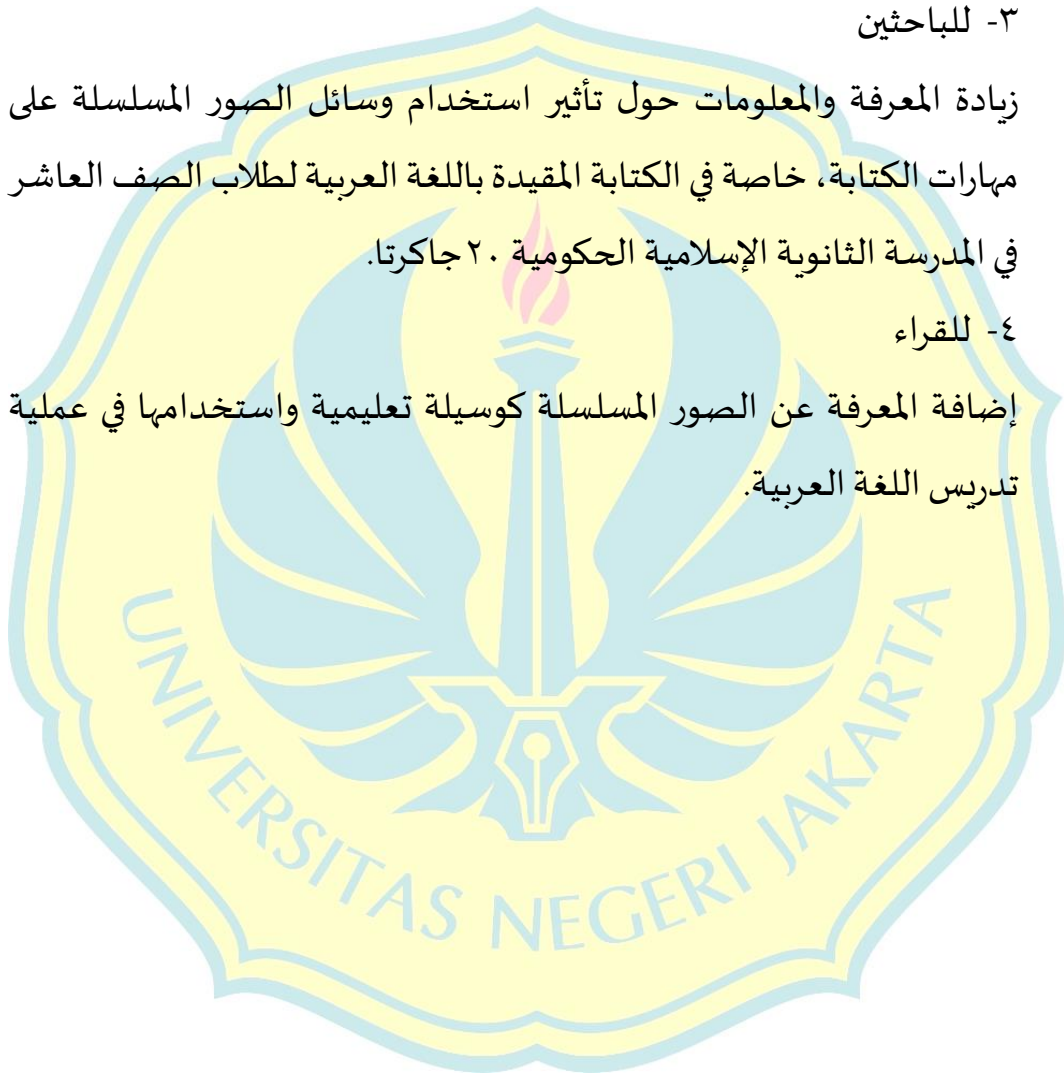 ٣- للباحثين
زيادة المعرفة والمعلومات حول تأثير استخدام وسائل الصور المسلسلة على
مهارات الكتابة، خاصة في الكتابة المقيدة باللغة العربية لطلاب الصف العاشر
في المدرسة الثانوية الإسلامية الحكومية ٢٠ جاكرتا.
٤- للقراء
إضافة المعرفة عن الصور المسلسلة كوسيلة تعليمية واستخدامها في عملية
تدريس اللغة العربية.
UNIVERSITAS NEGERI JAKARTA